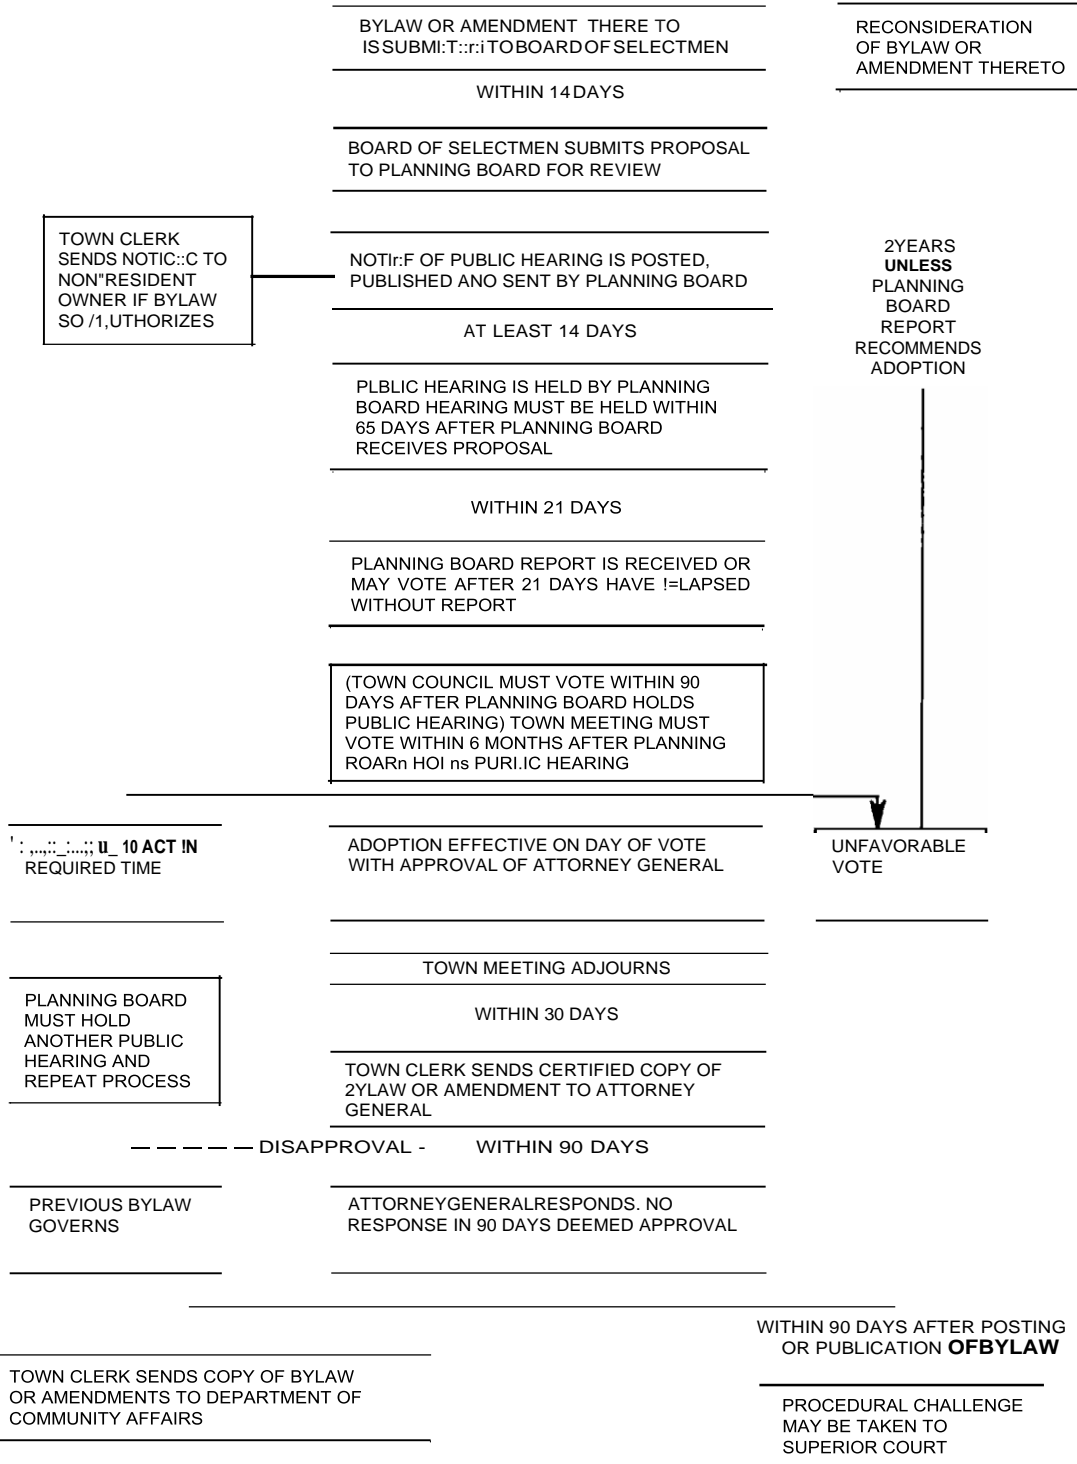 BYLAW OR AMENDMENT THERE TO
ISSUBMI:T::r:i TO BOARD OF SELECTMEN
RECONSIDERATION
OF BYLAW OR
AMENDMENT THERETO
WITHIN 14 DAYS
BOARD OF SELECTMEN SUBMITS PROPOSAL
TO PLANNING BOARD FOR REVIEW
TOWN CLERK
SENDS NOTIC::C TO
NON"RESIDENT
OWNER IF BYLAW
SO /1,UTHORIZES
NOTIr:F OF PUBLIC HEARING IS POSTED,
PUBLISHED ANO SENT BY PLANNING BOARD
2YEARS
UNLESS
PLANNING
BOARD
REPORT
RECOMMENDS
ADOPTION
AT LEAST 14 DAYS
PLBLIC HEARING IS HELD BY PLANNING
BOARD HEARING MUST BE HELD WITHIN
65 DAYS AFTER PLANNING BOARD
RECEIVES PROPOSAL
WITHIN 21 DAYS
PLANNING BOARD REPORT IS RECEIVED OR
MAY VOTE AFTER 21 DAYS HAVE !=LAPSED
WITHOUT REPORT
(TOWN COUNCIL MUST VOTE WITHIN 90
DAYS AFTER PLANNING BOARD HOLDS
PUBLIC HEARING) TOWN MEETING MUST
VOTE WITHIN 6 MONTHS AFTER PLANNING
ROARn HOI ns PURI.IC HEARING
' : ,..,::_:...;; u_ 10 ACT !N
REQUIRED TIME
ADOPTION EFFECTIVE ON DAY OF VOTE
WITH APPROVAL OF ATTORNEY GENERAL
UNFAVORABLE
VOTE
TOWN MEETING ADJOURNS
PLANNING BOARD
MUST HOLD
ANOTHER PUBLIC
HEARING AND
REPEAT PROCESS
WITHIN 30 DAYS
TOWN CLERK SENDS CERTIFIED COPY OF
2YLAW OR AMENDMENT TO ATTORNEY
GENERAL
— — — — — DISAPPROVAL - WITHIN 90 DAYS
PREVIOUS BYLAW
GOVERNS
ATTORNEYGENERALRESPONDS. NO
RESPONSE IN 90 DAYS DEEMED APPROVAL
WITHIN 90 DAYS AFTER POSTING
OR PUBLICATION OFBYLAW
TOWN CLERK SENDS COPY OF BYLAW
OR AMENDMENTS TO DEPARTMENT OF
COMMUNITY AFFAIRS
PROCEDURAL CHALLENGE
MAY BE TAKEN TO
SUPERIOR COURT